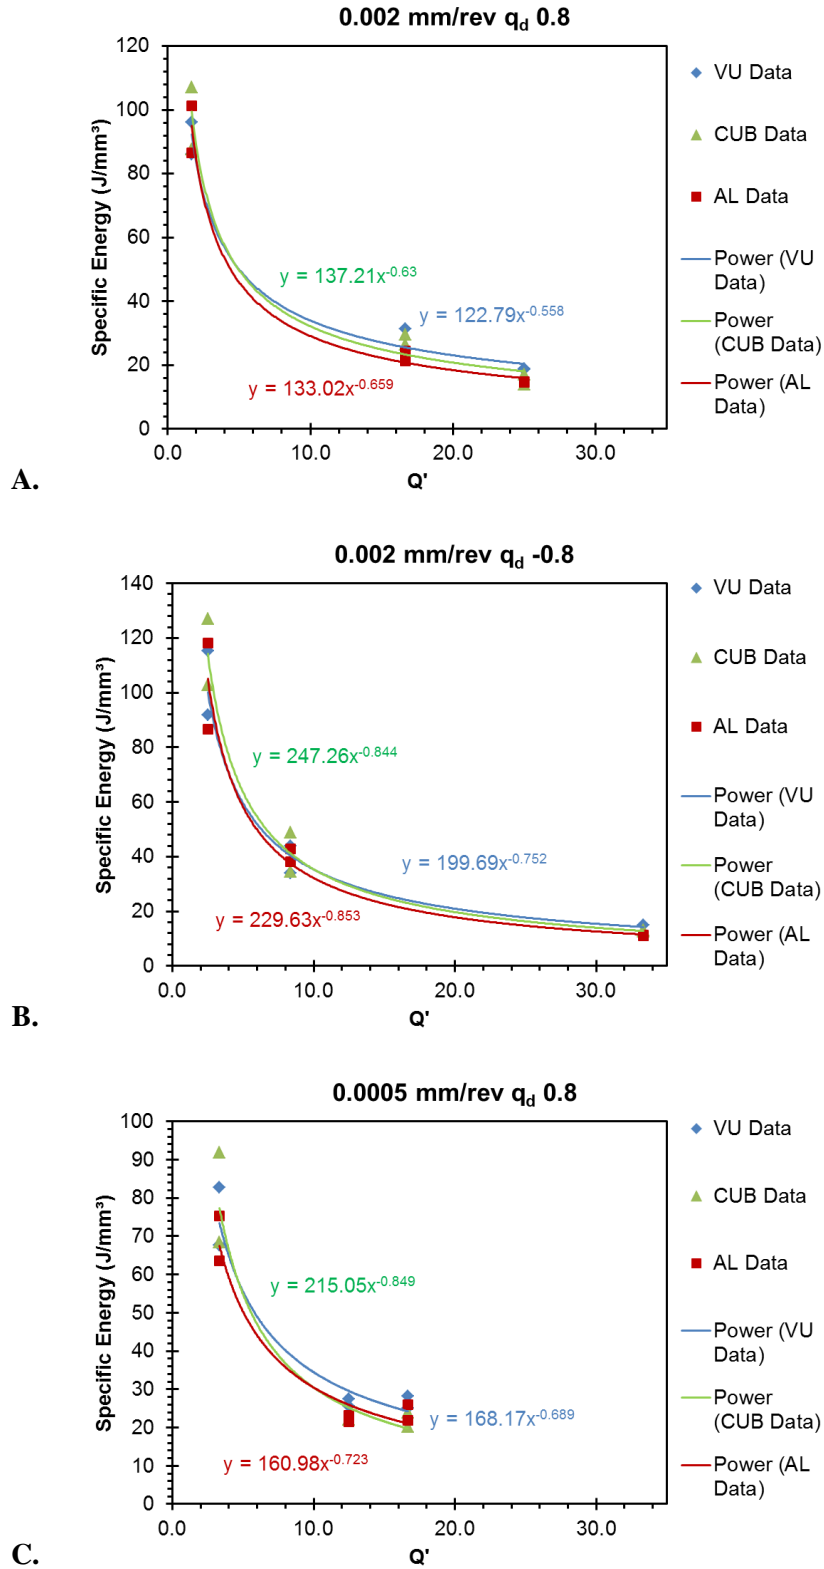 0.002 mm/rev qd 0.8
120
100
80
60
40
20
0
Specific Energy (J/mm³)
0.0 10.0 20.0 30.0
Q'
y = 137.21x-0.63
y = 122.79x-0.558
y = 133.02x-0.659
VU Data
CUB Data
AL Data
Power (VU
Data)
Power
(CUB Data)
Power (AL
Data)
A.
0.002 mm/rev qd -0.8
140
120
100
80
60
40
20
0
Specific Energy (J/mm³)
0.0 10.0 20.0 30.0
Q'
y = 247.26x-0.844
y = 199.69x-0.752
y = 229.63x-0.853
VU Data
CUB Data
AL Data
Power (VU
Data)
Power
(CUB Data)
Power (AL
Data)
B.
0.0005 mm/rev qd 0.8
100
90
80
70
60
50
40
30
20
10
0
Specific Energy (J/mm³)
0.0 10.0 20.0 30.0
Q'
y = 215.05x-0.849
y = 168.17x-0.689
y = 160.98x-0.723
VU Data
CUB Data
AL Data
Power (VU
Data)
Power
(CUB Data)
Power (AL
Data)
C.